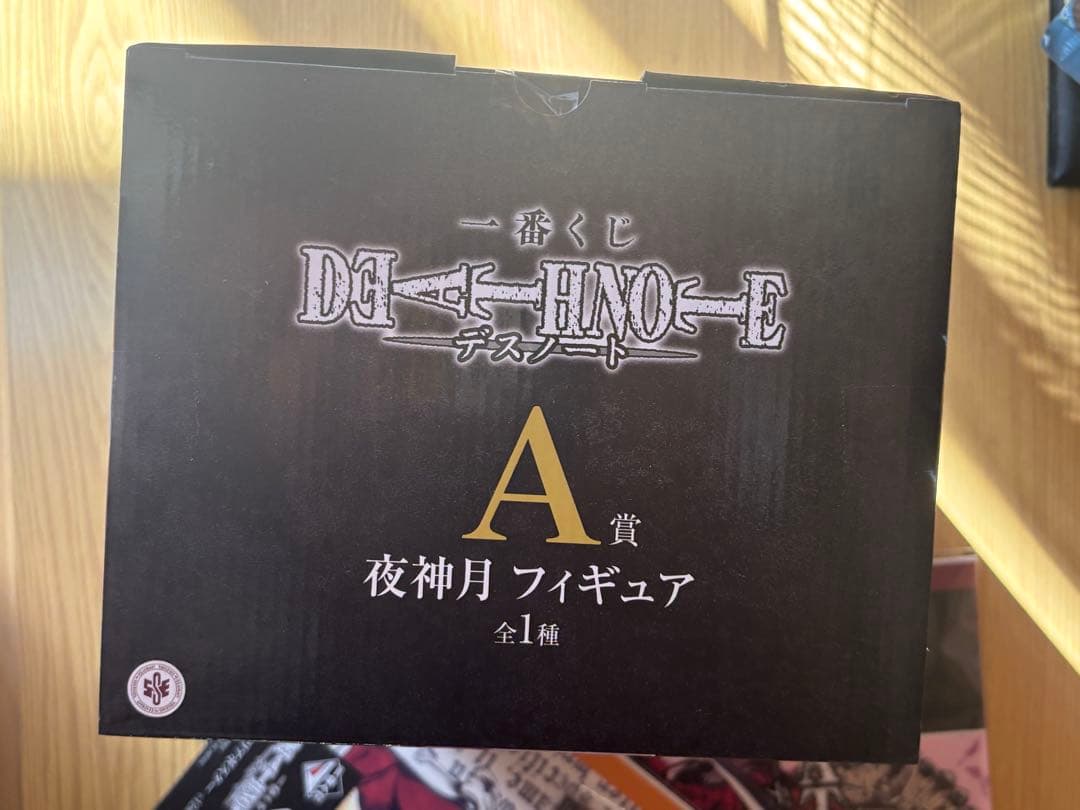 一番くじ
DEATH NOTE
デスノート
A賞
夜神月 フィギュア
全1種